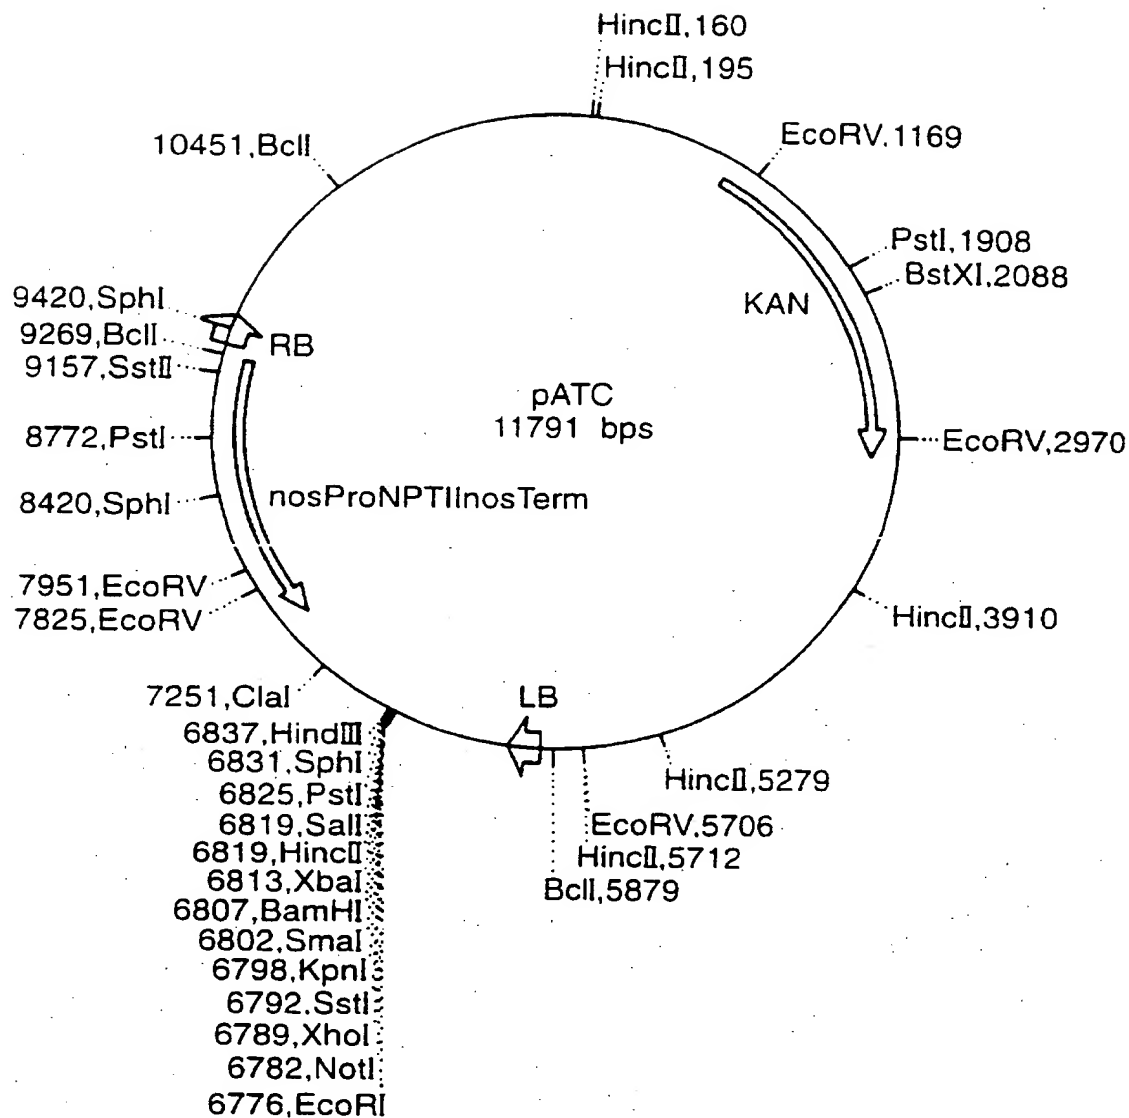 HincⅡ,160
HincⅡ,195
10451,BclI
EcoRV,1169
PstI,1908
BstXI,2088
KAN
9420,SphI
9269,BclI
RB
9157,SstⅡ
pATC
11791 bps
8772,PstI
EcoRV,2970
8420,SphI
nosProNPTIInosTerm
7951,EcoRV
7825,EcoRV
HincⅡ,3910
7251,ClaI
LB
6837,HindⅢ
6831,SphI
HincⅡ,5279
6825,PstI
6819,SalI
EcoRV,5706
6819,HincⅡ
HincⅡ,5712
6813,XbaI
BclI,5879
6807,BamHI
6802,SmaI
6798,KpnI
6792,SstI
6789,XhoI
6782,NotI
6776,EcoRI